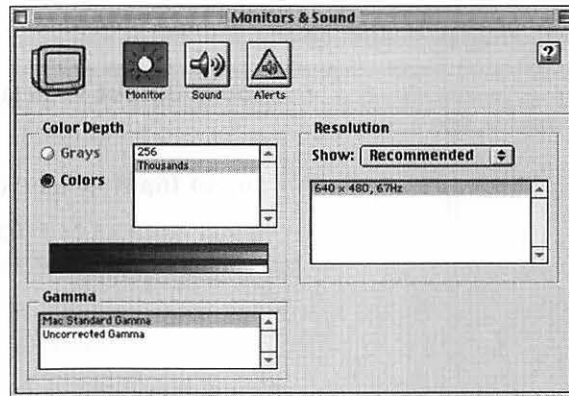 Monitors & Sound
Monitor Sound Alerts
?
Color Depth
Grays
Colors
256
Thousands
Resolution
Show: Recommended
640 x 480, 67Hz
Gamma
Mac Standard Gamma
Uncorrected Gamma